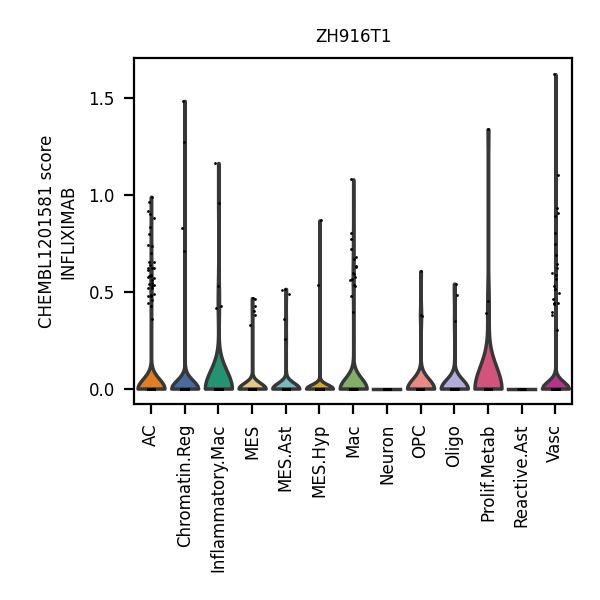 ZH916T1
CHEMBL1201581 score
INFLIXIMAB
1.5
1.0
0.5
0.0
AC
Chromatin.Reg
Inflammatory.Mac
MES
MES.Ast
MES.Hyp
Mac
Neuron
OPC
Oligo
Prolif.Metab
Reactive.Ast
Vasc